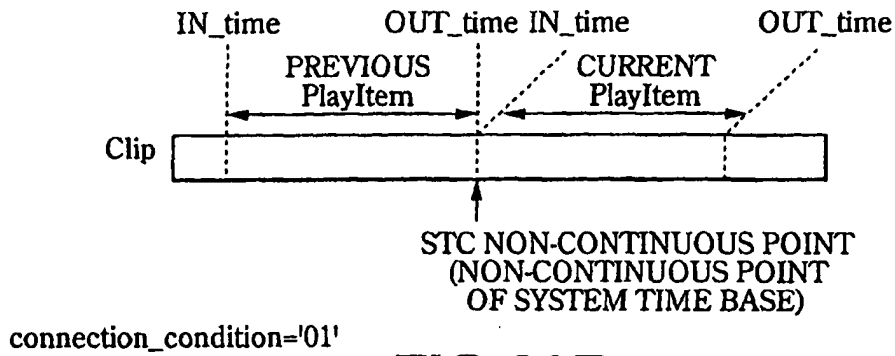 IN_time OUT_time IN_time OUT_time
PREVIOUS CURRENT
PlayItem PlayItem
Clip
STC NON-CONTINUOUS POINT
(NON-CONTINUOUS POINT
OF SYSTEM TIME BASE)
connection_condition='01'